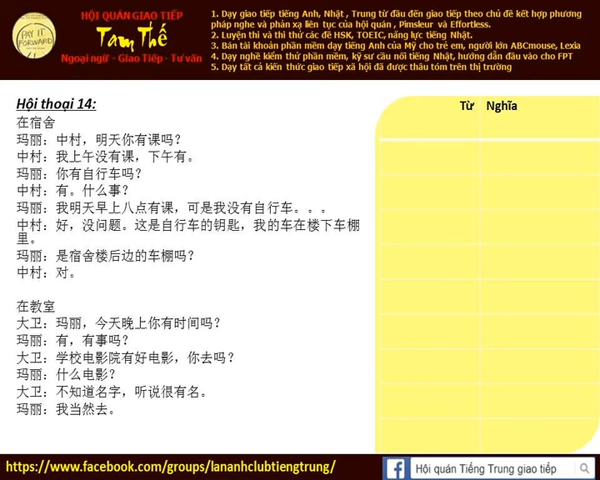 PAY IT
FORWARD
HỘI QUÁN GIAO TIẾP
Tam Thế
Ngoại ngữ - Giao Tiếp - Tư vấn
1. Dạy giao tiếp tiếng Anh, Nhật , Trung từ đầu đến giao tiếp theo chủ đề kết hợp phương
pháp nghe và phản xạ liên tục của hội quán , Pimsleur và Effortless.
2. Luyện thi và thi thử các đề HSK, TOEIC, năng lực tiếng Nhật.
3. Bán tài khoản phần mềm dạy tiếng Anh của Mỹ cho trẻ em, người lớn ABCmouse, Lexia
4. Dạy nghề kiểm thử phần mềm, kỹ sư cầu nối tiếng Nhật, hướng dẫn đầu vào cho FPT
5. Dạy tất cả kiến thức giao tiếp xã hội đã được thâu tóm trên thị trường
Hội thoại 14:
Từ Nghĩa
在宿舍
玛丽：中村，明天你有课吗？
中村：我上午没有课，下午有。
玛丽：你有自行车吗？
中村：有。什么事？
玛丽：我明天早上八点有课，可是我没有自行车。。。
中村：好，没问题。这是自行车的钥匙，我的车在楼下车棚
里。
玛丽：是宿舍楼后边的车棚吗？
中村：对。
在教室
大卫：玛丽，今天晚上你有时间吗？
玛丽：有，有事吗？
大卫：学校电影院有好电影，你去吗？
玛丽：什么电影？
大卫：不知道名字，听说很有名。
玛丽：我当然去。
https://www.facebook.com/groups/lananhclubtiengtrung/
Hội quán Tiếng Trung giao tiếp